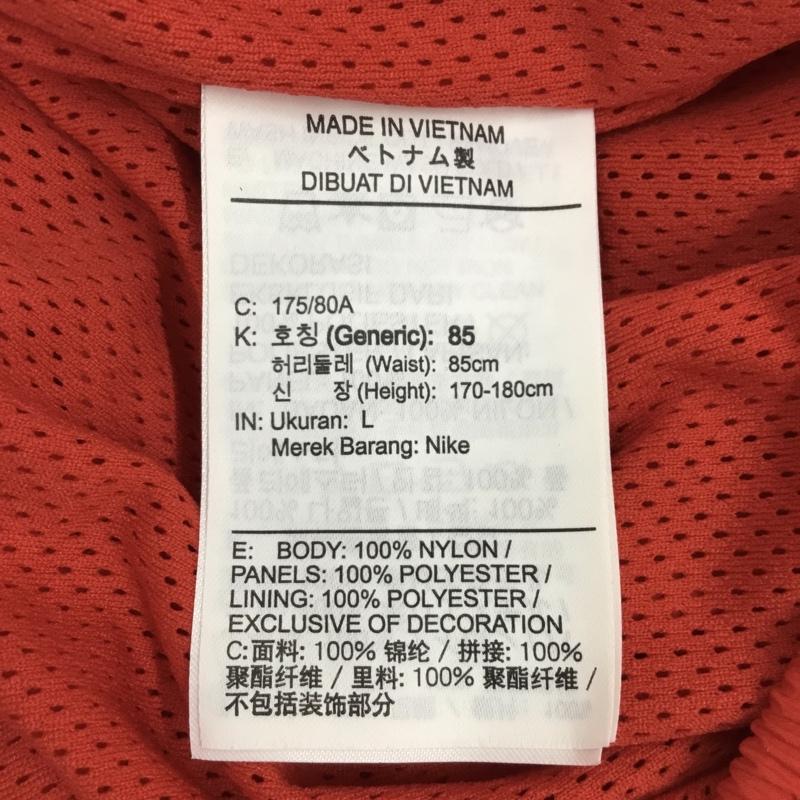 MADE IN VIETNAM
ベトナム製
DIBUAT DI VIETNAM
C: 175/80A
K: 호칭 (Generic): 85
허리둘레 (Waist): 85cm
신 장 (Height): 170-180cm
IN: Ukuran: L
Merek Barang: Nike
E: BODY: 100% NYLON /
PANELS: 100% POLYESTER /
LINING: 100% POLYESTER /
EXCLUSIVE OF DECORATION
C:面料: 100% 锦纶 / 拼接: 100%
聚酯纤维 / 里料: 100% 聚酯纤维 /
不包括装饰部分